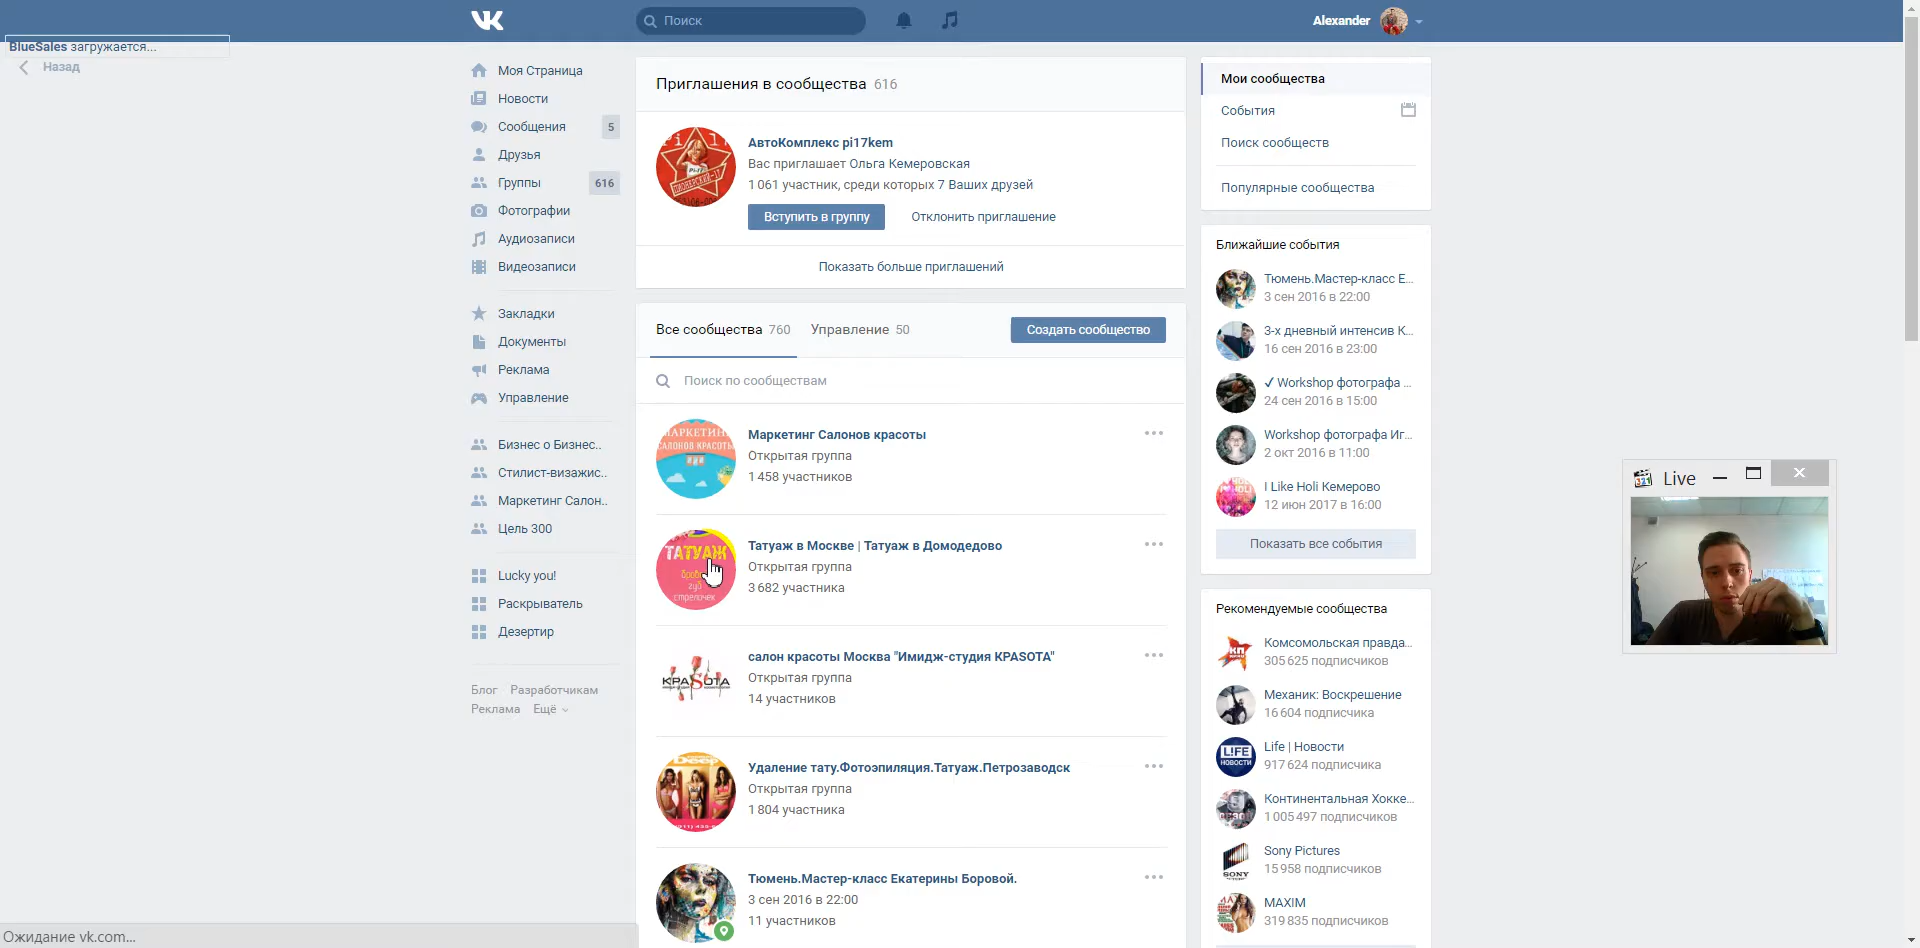 Поиск
Alexander
BlueSales загружается...
Назад
Моя Страница
Новости
Сообщения 5
Друзья
Группы 616
Фотографии
Аудиозаписи
Видеозаписи
Закладки
Документы
Реклама
Управление
Бизнес о Бизнес..
Стилист-визажис..
Маркетинг Салон..
Цель 300
Lucky you!
Раскрыватель
Дезертир
Блог Разработчикам
Реклама Ещё
Приглашения в сообщества 616
АвтоКомплекс pi17kem
Вас приглашает Ольга Кемеровская
1 061 участник, среди которых 7 Ваших друзей
Вступить в группу Отклонить приглашение
Показать больше приглашений
Все сообщества 760 Управление 50 Создать сообщество
Поиск по сообществам
Маркетинг Салонов красоты
Открытая группа
1 458 участников
ТАТУАЖ
стрелочек
Татуаж в Москве | Татуаж в Домодедово
Открытая группа
3 682 участника
КРАSОТА
салон красоты Москва "Имидж-студия КРАSОТА"
Открытая группа
14 участников
Удаление тату.Фотоэпиляция.Татуаж.Петрозаводск
Открытая группа
1 804 участника
Тюмень.Мастер-класс Екатерины Боровой.
3 сен 2016 в 22:00
11 участников
Мои сообщества
События
Поиск сообществ
Популярные сообщества
Ближайшие события
Тюмень.Мастер-класс Е...
3 сен 2016 в 22:00
3-х дневный интенсив К...
16 сен 2016 в 23:00
✓ Workshop фотографа ...
24 сен 2016 в 15:00
Workshop фотографа Иг...
2 окт 2016 в 11:00
I Like Holi Кемерово
12 июн 2017 в 16:00
Показать все события
Рекомендуемые сообщества
Комсомольская правда...
305 625 подписчиков
Механик: Воскрешение
16 604 подписчика
LIFE
НОВОСТИ
Life | Новости
917 624 подписчика
Континентальная Хокке...
1 005 497 подписчиков
SONY
Sony Pictures
15 958 подписчиков
MAXIM
319 835 подписчиков
Live
Ожидание vk.com...